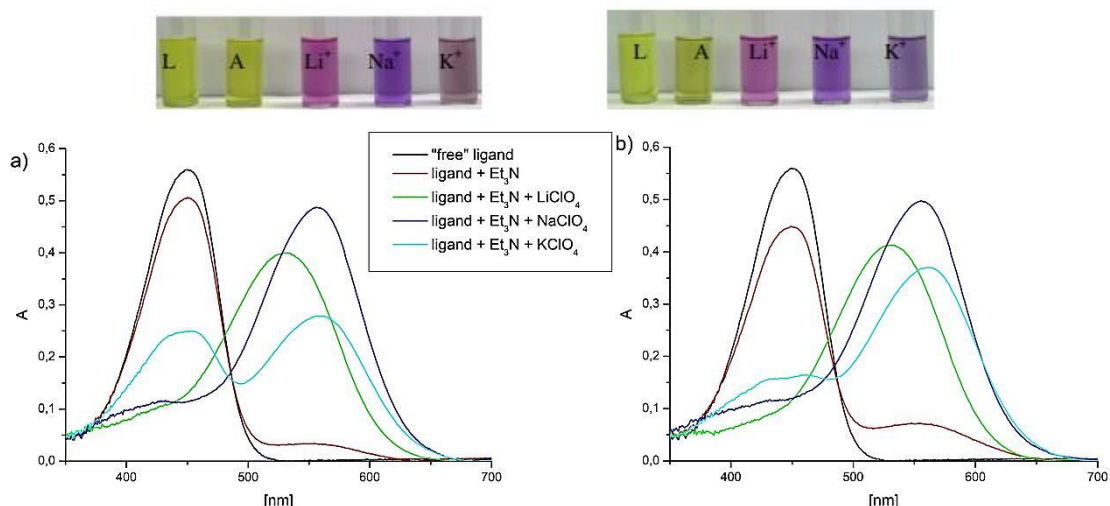 L A Li⁺ Na⁺ K⁺
L A Li⁺ Na⁺ K⁺
a)
"free" ligand
ligand + Et₃N
ligand + Et₃N + LiClO₄
ligand + Et₃N + NaClO₄
ligand + Et₃N + KClO₄
b)
0,6
0,5
0,4
0,3
0,2
0,1
0,0
A
400
500
600
700
[nm]
0,6
0,5
0,4
0,3
0,2
0,1
0,0
A
400
500
600
700
[nm]